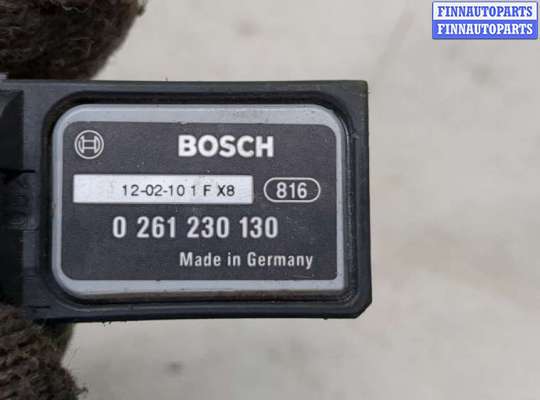 FINNAUTOPARTS
FINNAUTOPARTS
BOSCH
12-02-10 1 F X8
816
0 261 230 130
Made in Germany